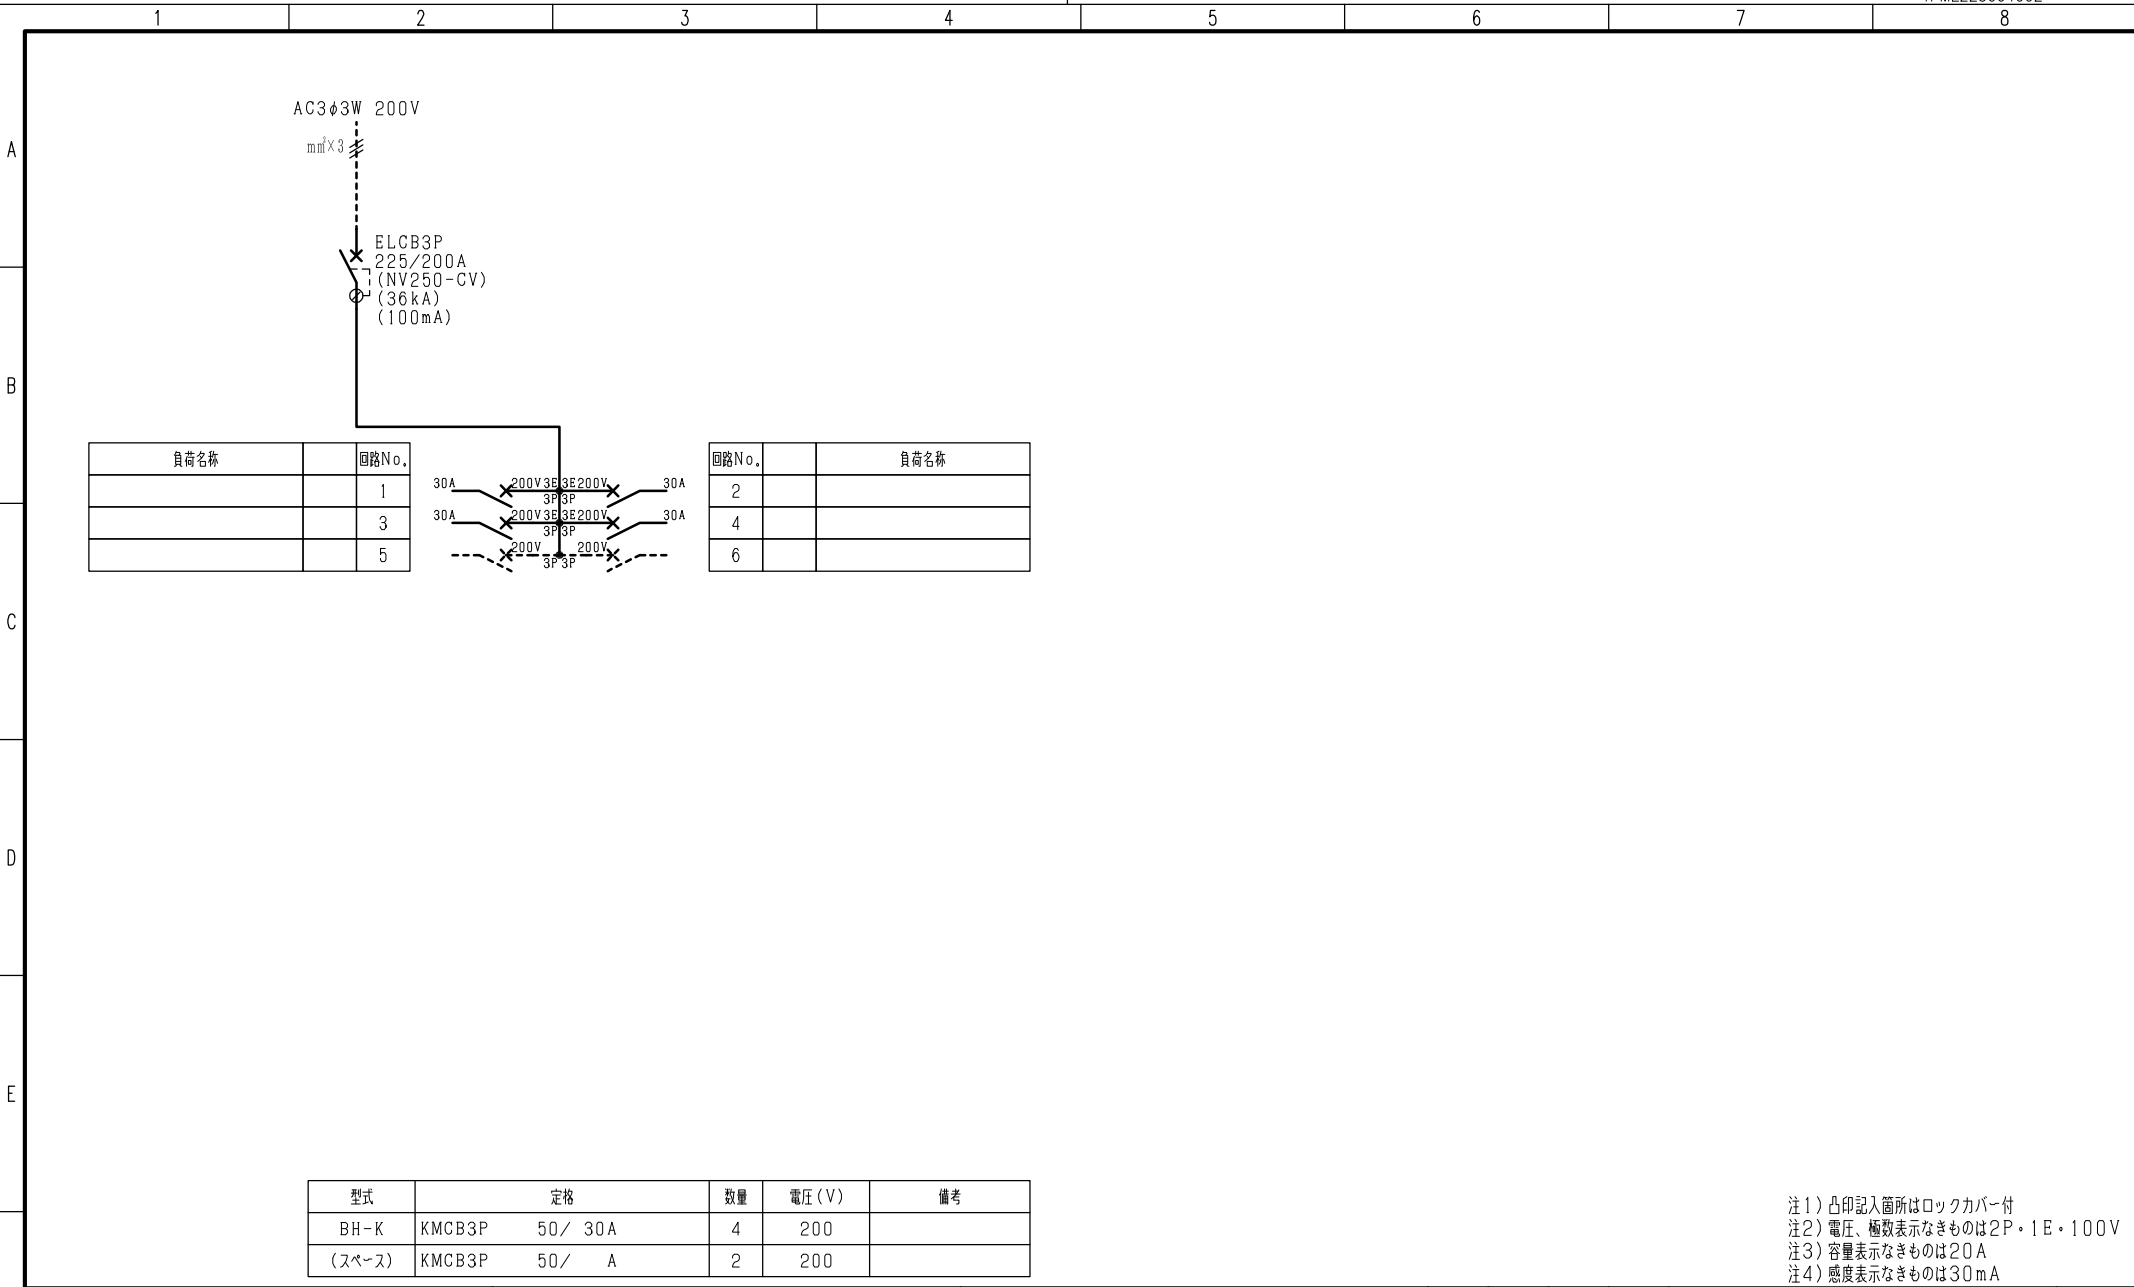 1 2 3 4 5 6 7 8
A
AC3φ3W 200V
mm²×3
ELCB3P
225/200A
(NV250-CV)
(36kA)
(100mA)
B
負荷名称 回路No. 回路No. 負荷名称
1 30A 200V 3E 3E 200V 30A 2
3P 3P
3 30A 200V 3E 3E 200V 30A 4
3P 3P
5 200V 200V 6
3P 3P
C
D
E
型式 定格 数量 電圧(V) 備考
BH-K KMCB3P 50/ 30A 4 200
(スペース) KMCB3P 50/ A 2 200
注1)凸印記入箇所はロックカバー付
注2)電圧、極数表示なきものは2P・1E・100V
注3)容量表示なきものは20A
注4)感度表示なきものは30mA